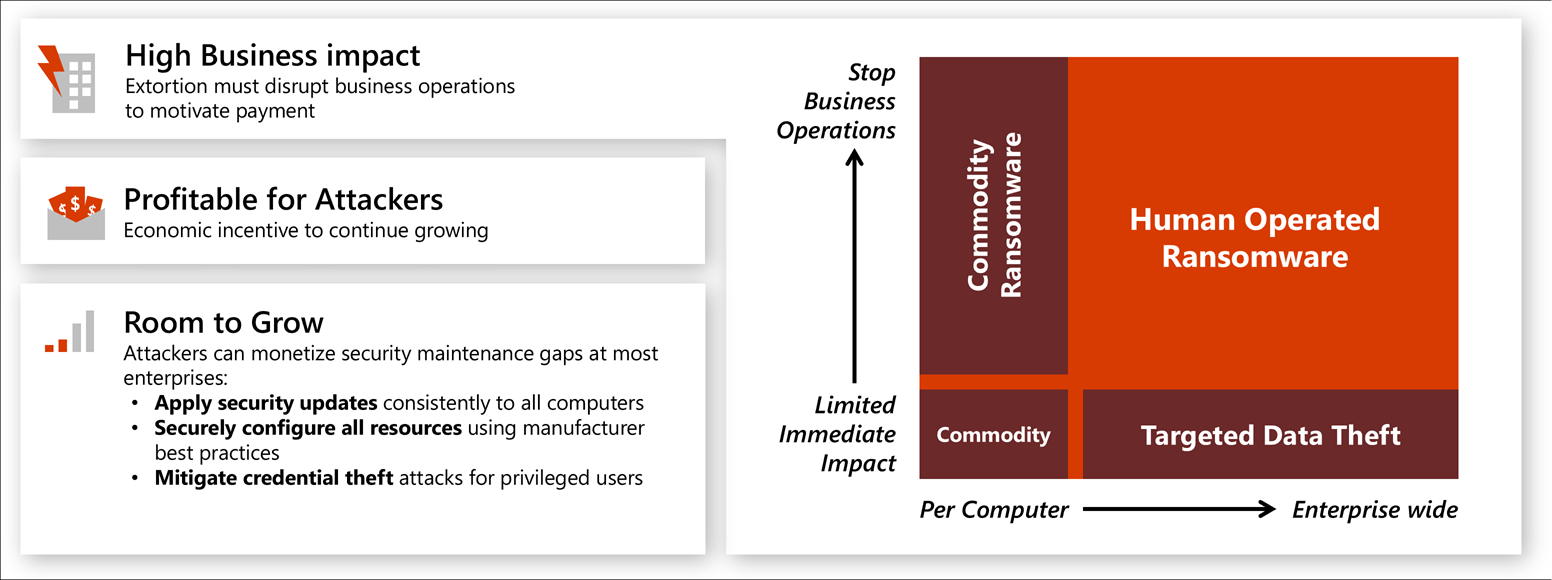 High Business impact
Extortion must disrupt business operations
to motivate payment
$ $ $
Profitable for Attackers
Economic incentive to continue growing
Room to Grow
Attackers can monetize security maintenance gaps at most
enterprises:
• Apply security updates consistently to all computers
• Securely configure all resources using manufacturer
best practices
• Mitigate credential theft attacks for privileged users
Stop
Business
Operations
Limited
Immediate
Impact
Commodity
Ransomware
Human Operated
Ransomware
Commodity
Targeted Data Theft
Per Computer
Enterprise wide